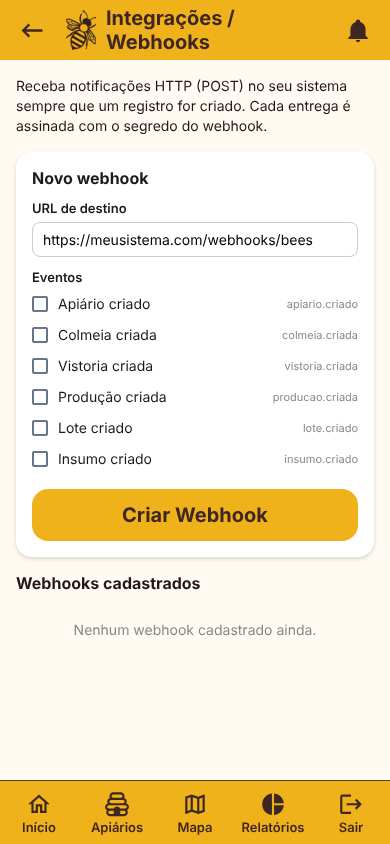 Integrações /
Webhooks
Receba notificações HTTP (POST) no seu sistema
sempre que um registro for criado. Cada entrega é
assinada com o segredo do webhook.
Novo webhook
URL de destino
https://meusistema.com/webhooks/bees
Eventos
Apiário criado apiario.criado
Colmeia criada colmeia.criada
Vistoria criada vistoria.criada
Produção criada producao.criada
Lote criado lote.criado
Insumo criado insumo.criado
Criar Webhook
Webhooks cadastrados
Nenhum webhook cadastrado ainda.
Início Apiários Mapa Relatórios Sair